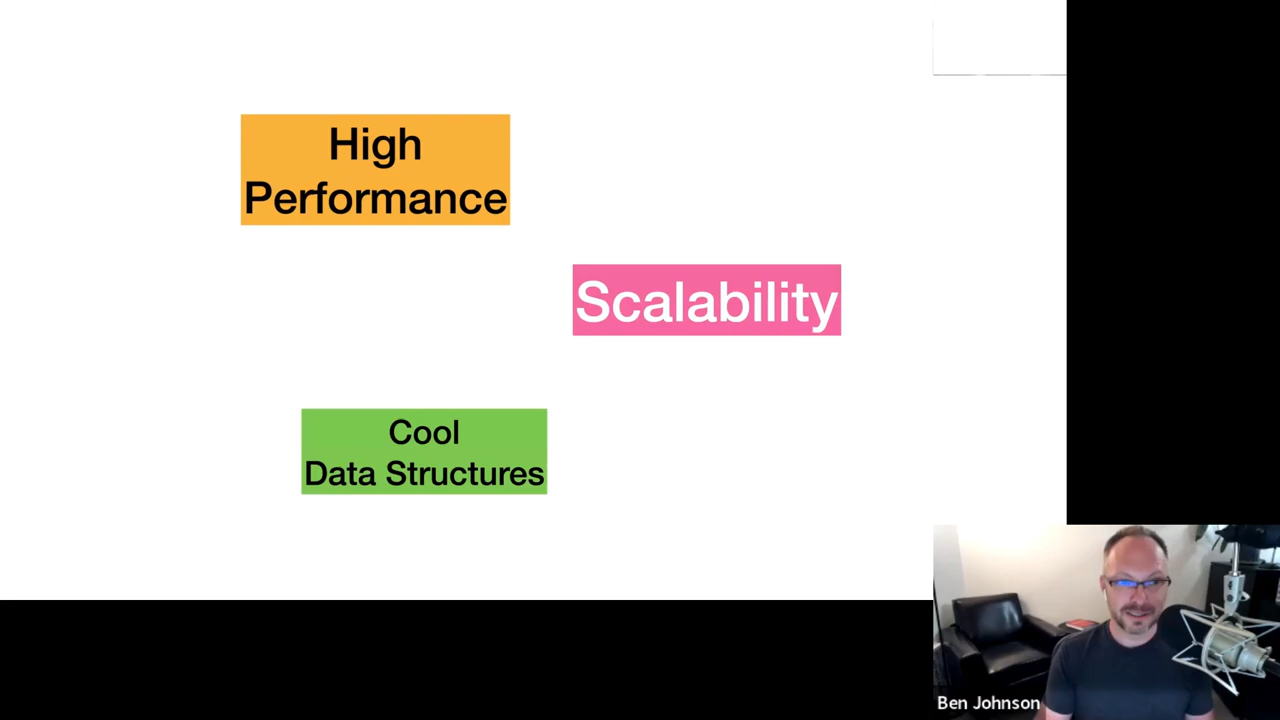 High
Performance
Scalability
Cool
Data Structures
Ben Johnson